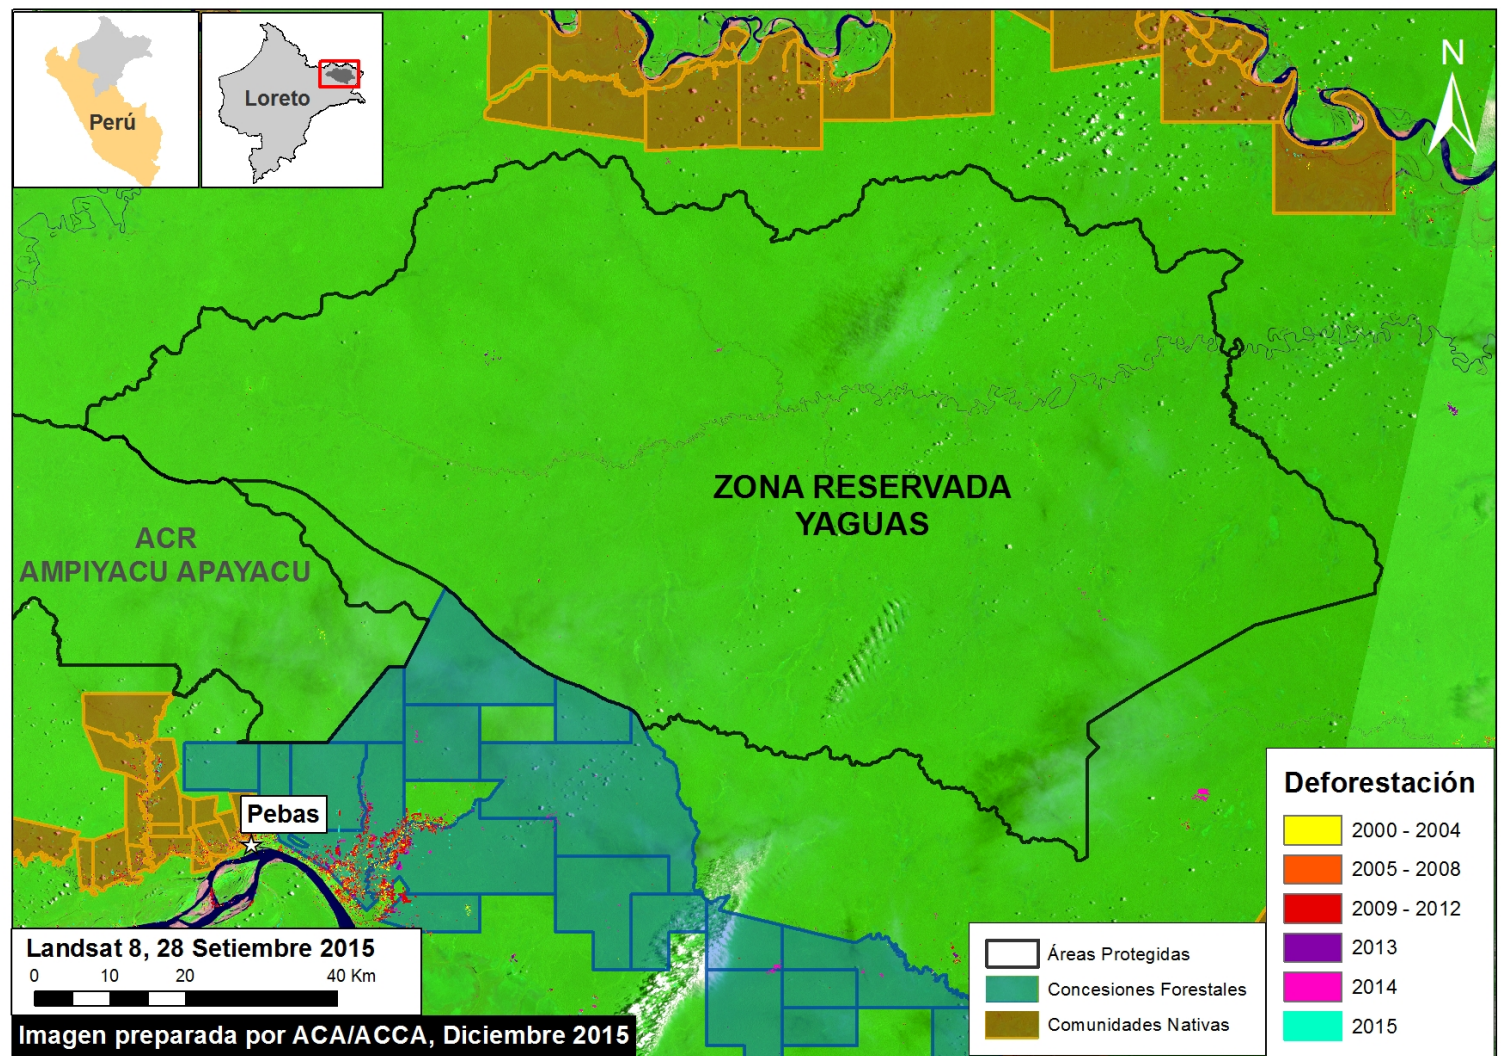 Perú
Loreto
N
ZONA RESERVADA
YAGUAS
ACR
AMPIYACU APAYACU
Pebas
Landsat 8, 28 Setiembre 2015
0 10 20 40 Km
Imagen preparada por ACA/ACCA, Diciembre 2015
Áreas Protegidas
Concesiones Forestales
Comunidades Nativas
Deforestación
2000 - 2004
2005 - 2008
2009 - 2012
2013
2014
2015